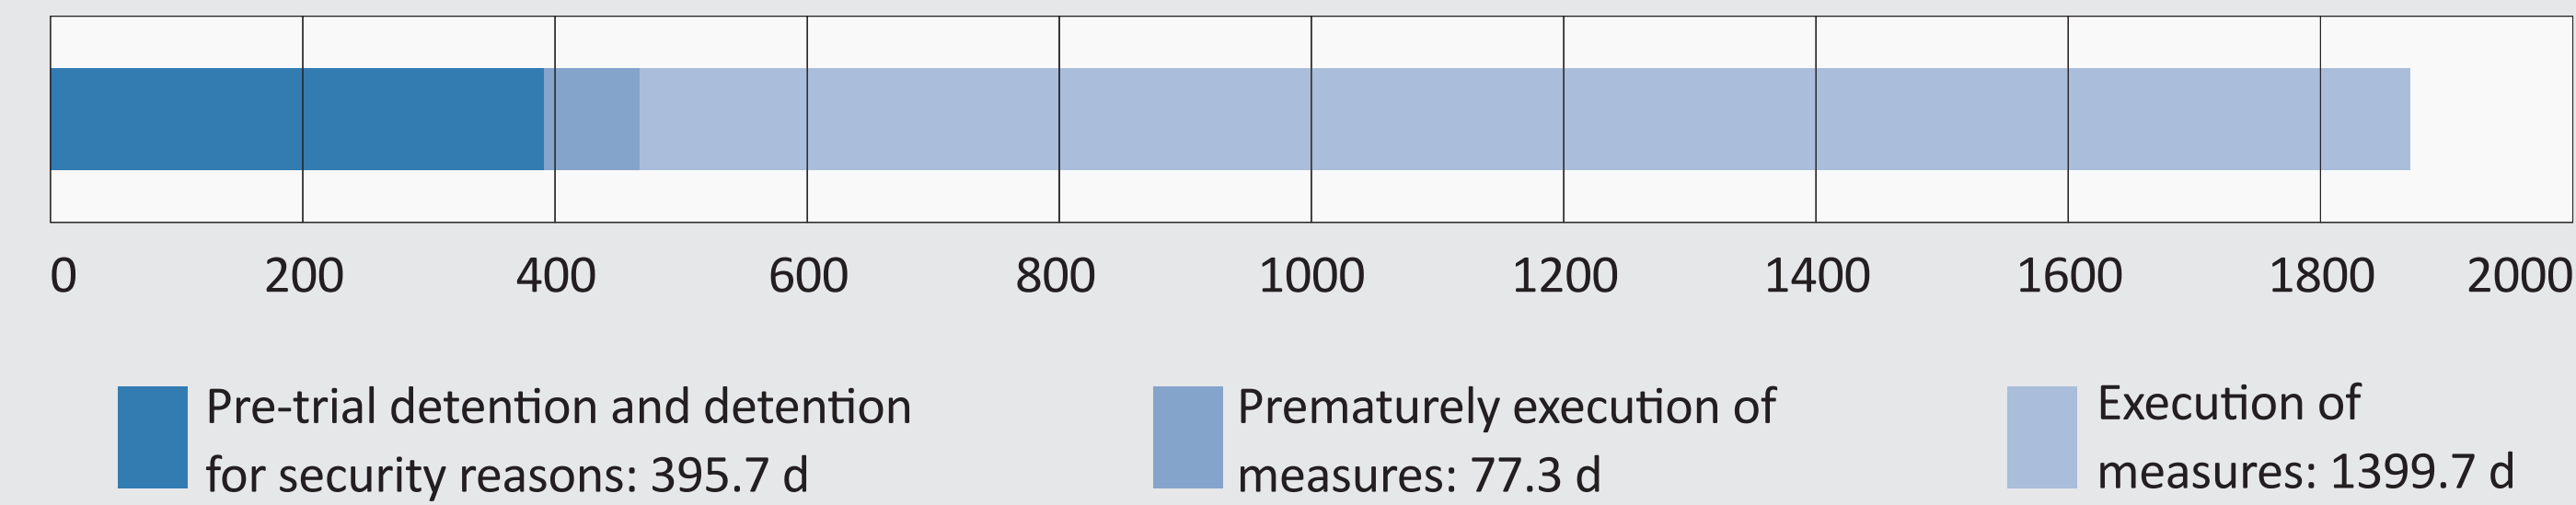 0 200 400 600 800 1000 1200 1400 1600 1800 2000
Pre-trial detention and detention
for security reasons: 395.7 d
Prematurely execution of
measures: 77.3 d
Execution of
measures: 1399.7 d